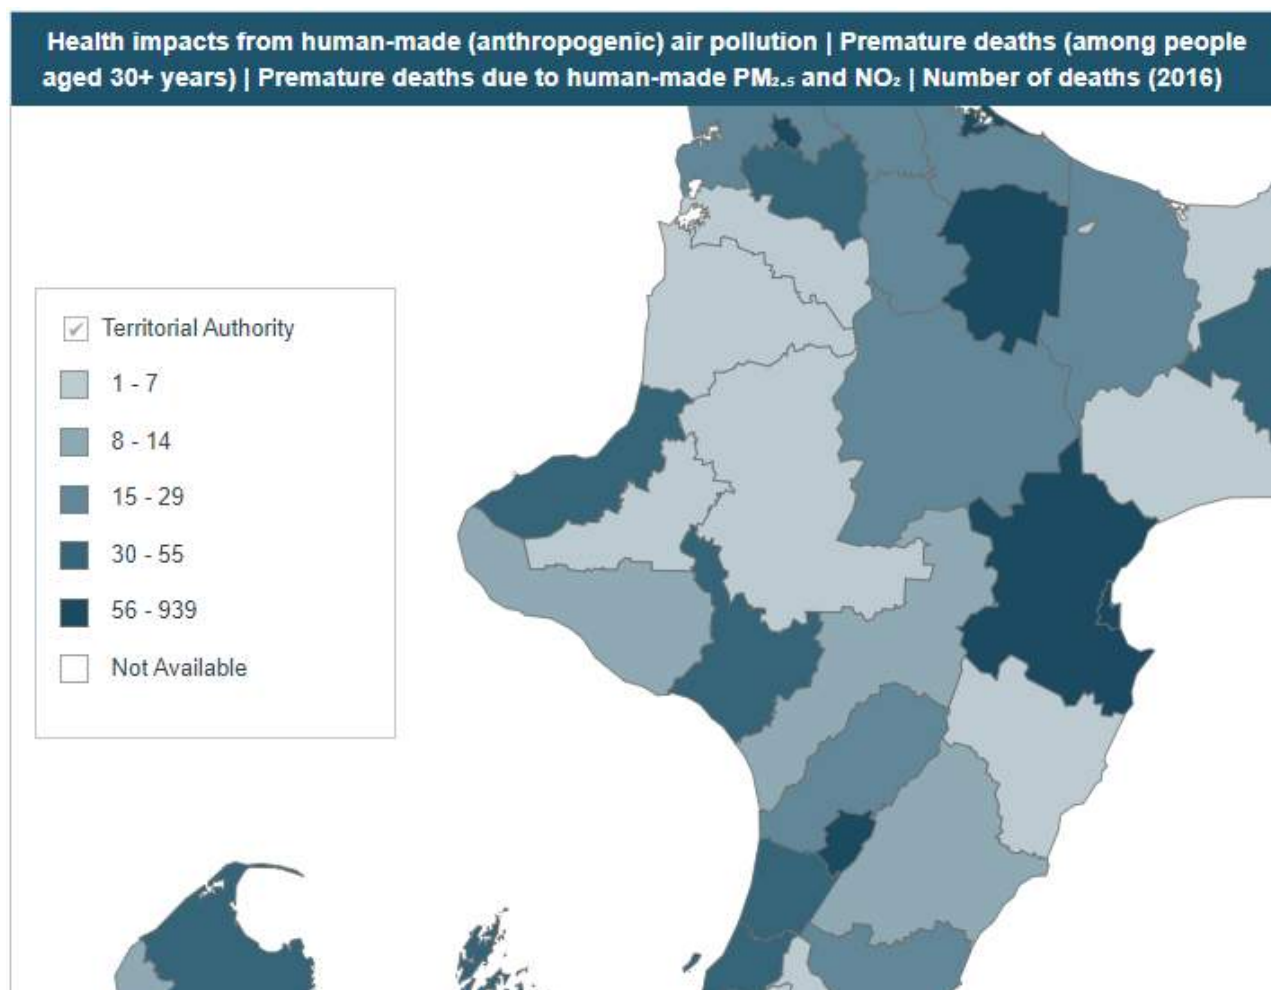 Health impacts from human-made (anthropogenic) air pollution | Premature deaths (among people
aged 30+ years) | Premature deaths due to human-made PM₂.₅ and NO₂ | Number of deaths (2016)
Territorial Authority
1 - 7
8 - 14
15 - 29
30 - 55
56 - 939
Not Available